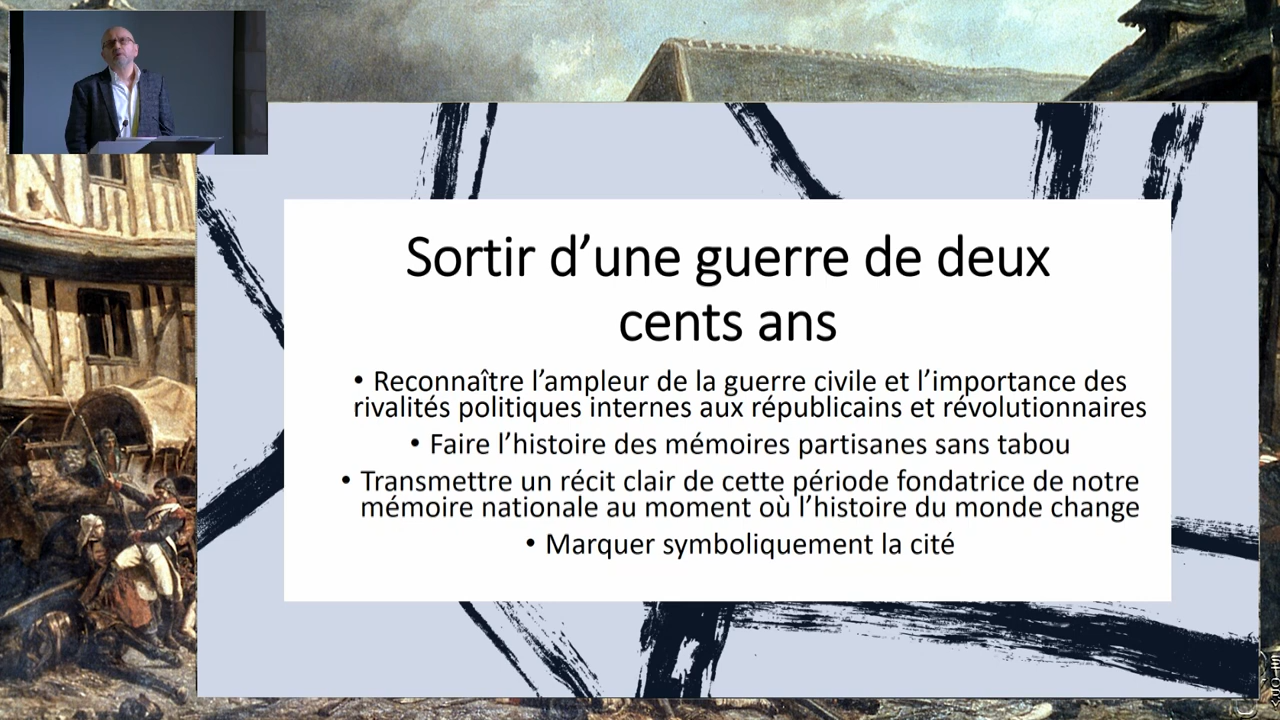 Sortir d’une guerre de deux
cents ans
• Reconnaître l’ampleur de la guerre civile et l’importance des
rivalités politiques internes aux républicains et révolutionnaires
• Faire l’histoire des mémoires partisanes sans tabou
• Transmettre un récit clair de cette période fondatrice de notre
mémoire nationale au moment où l’histoire du monde change
• Marquer symboliquement la cité